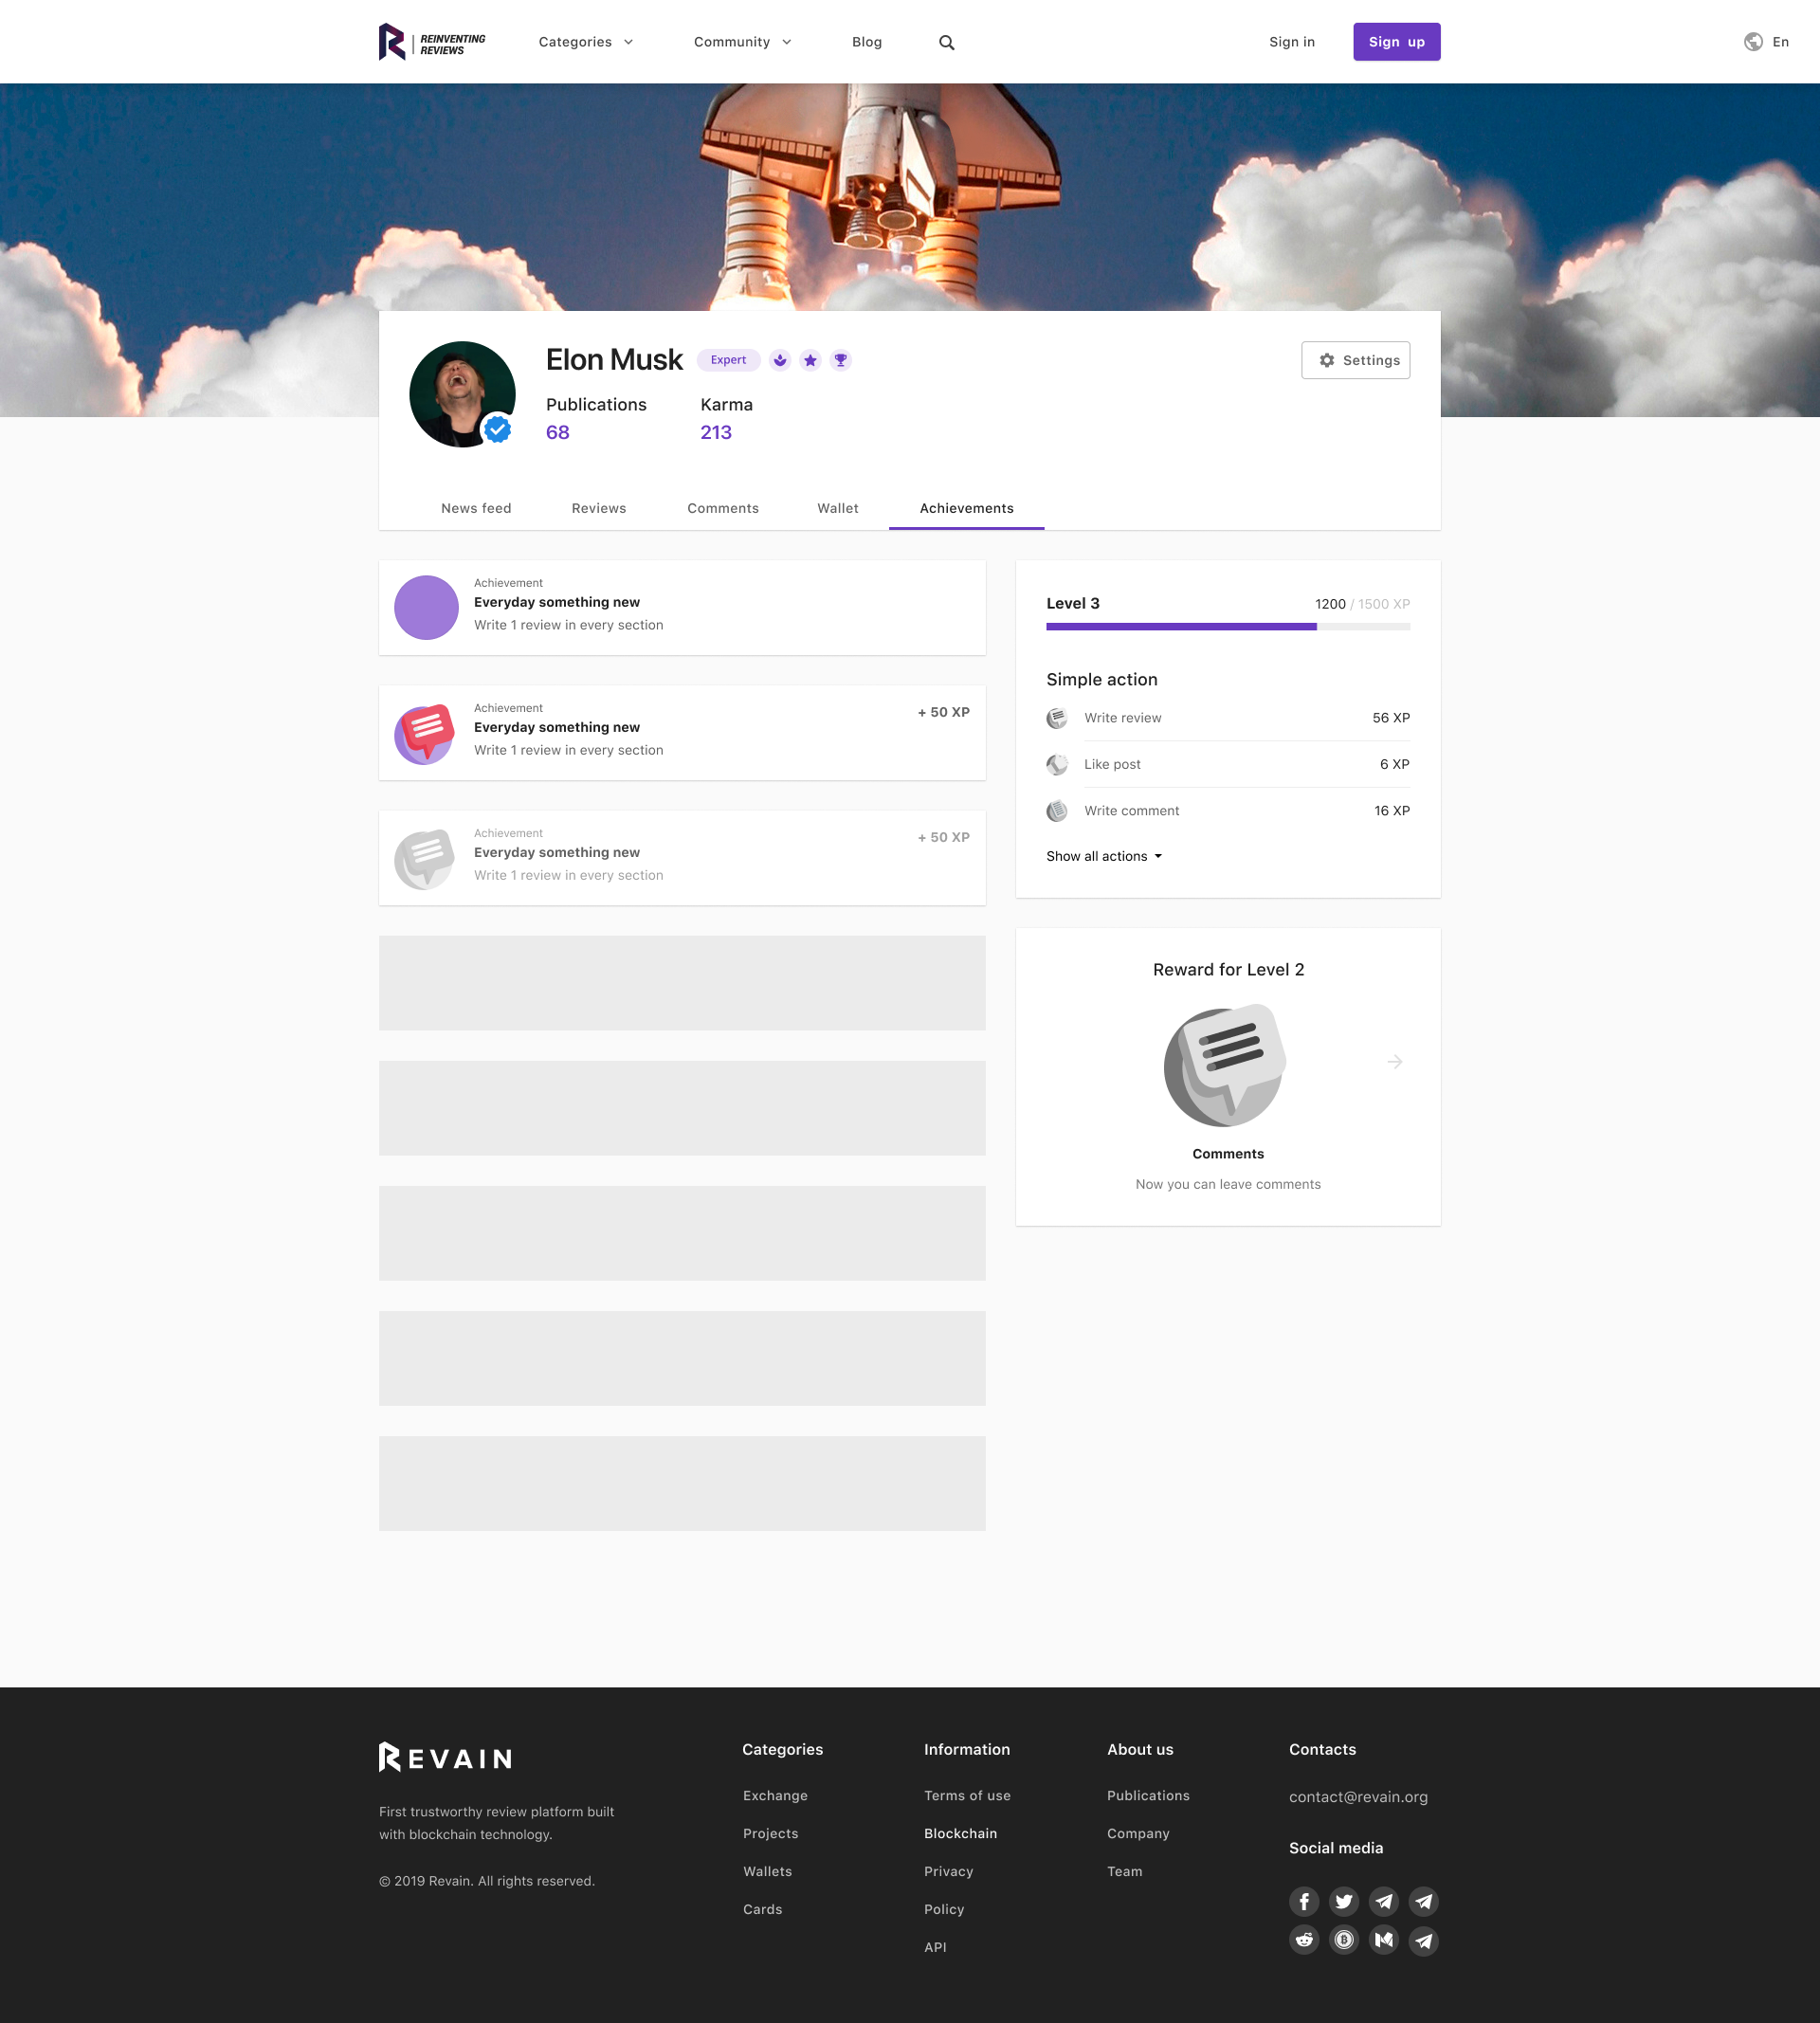 REINVENTING
REVIEWS
Categories
Community
Blog
Sign in
Sign up
En
Elon Musk
Expert
Publications
Karma
68
213
Settings
News feed
Reviews
Comments
Wallet
Achievements
Achievement
Everyday something new
Write 1 review in every section
Achievement
Everyday something new
Write 1 review in every section
+ 50 XP
Achievement
Everyday something new
Write 1 review in every section
+ 50 XP
Level 3
1200 / 1500 XP
Simple action
Write review
56 XP
Like post
6 XP
Write comment
16 XP
Show all actions
Reward for Level 2
Comments
Now you can leave comments
REVAIN
First trustworthy review platform built
with blockchain technology.
© 2019 Revain. All rights reserved.
Categories
Exchange
Projects
Wallets
Cards
Information
Terms of use
Blockchain
Privacy
Policy
API
About us
Publications
Company
Team
Contacts
contact@revain.org
Social media